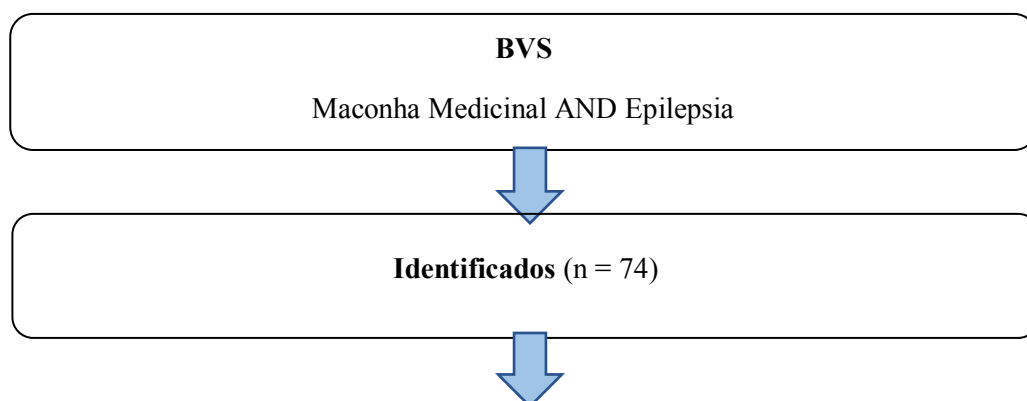 BVS
Maconha Medicinal AND Epilepsia
Identificados (n = 74)